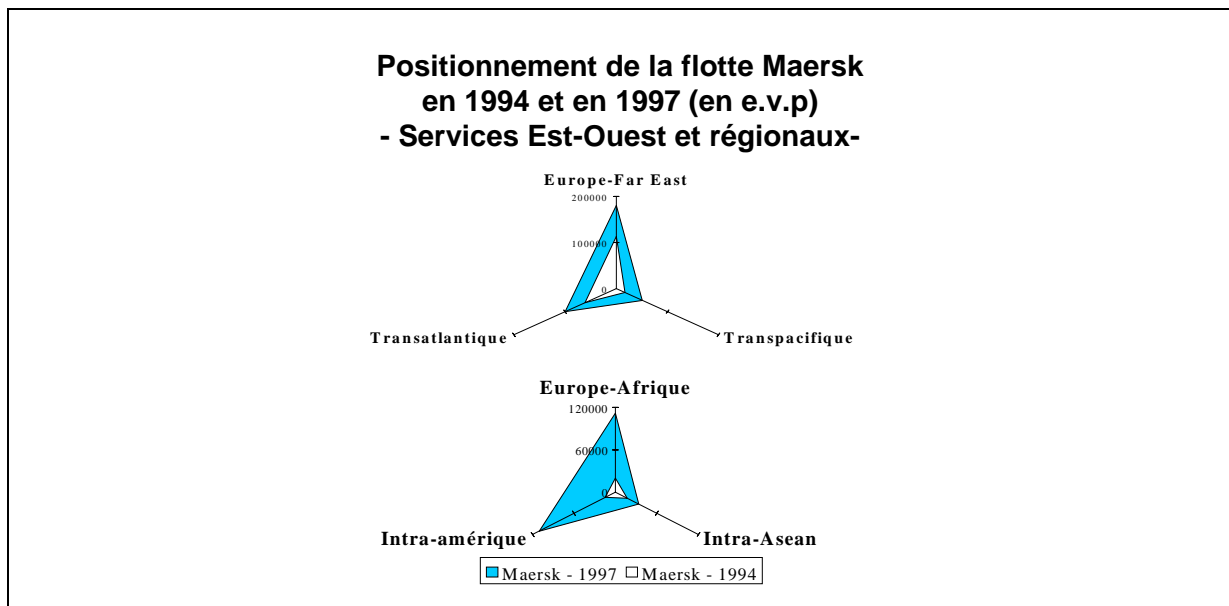 Positionnement de la flotte Maersk
en 1994 et en 1997 (en e.v.p)
- Services Est-Ouest et régionaux-
Europe-Far East
200000
100000
0
Transatlantique
Transpacifique
Europe-Afrique
120000
60000
0
Intra-amérique
Intra-Asean
Maersk - 1997 Maersk - 1994